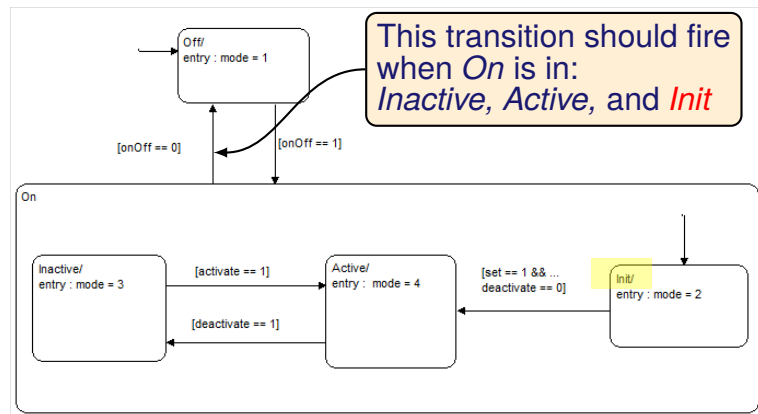 Off/
entry : mode = 1
This transition should fire
when On is in:
Inactive, Active, and Init
[onOff == 0]
[onOff == 1]
On
Inactive/
entry : mode = 3
[activate == 1]
[deactivate == 1]
Active/
entry :  mode = 4
[set == 1 && ...
deactivate == 0]
Init/
entry : mode = 2